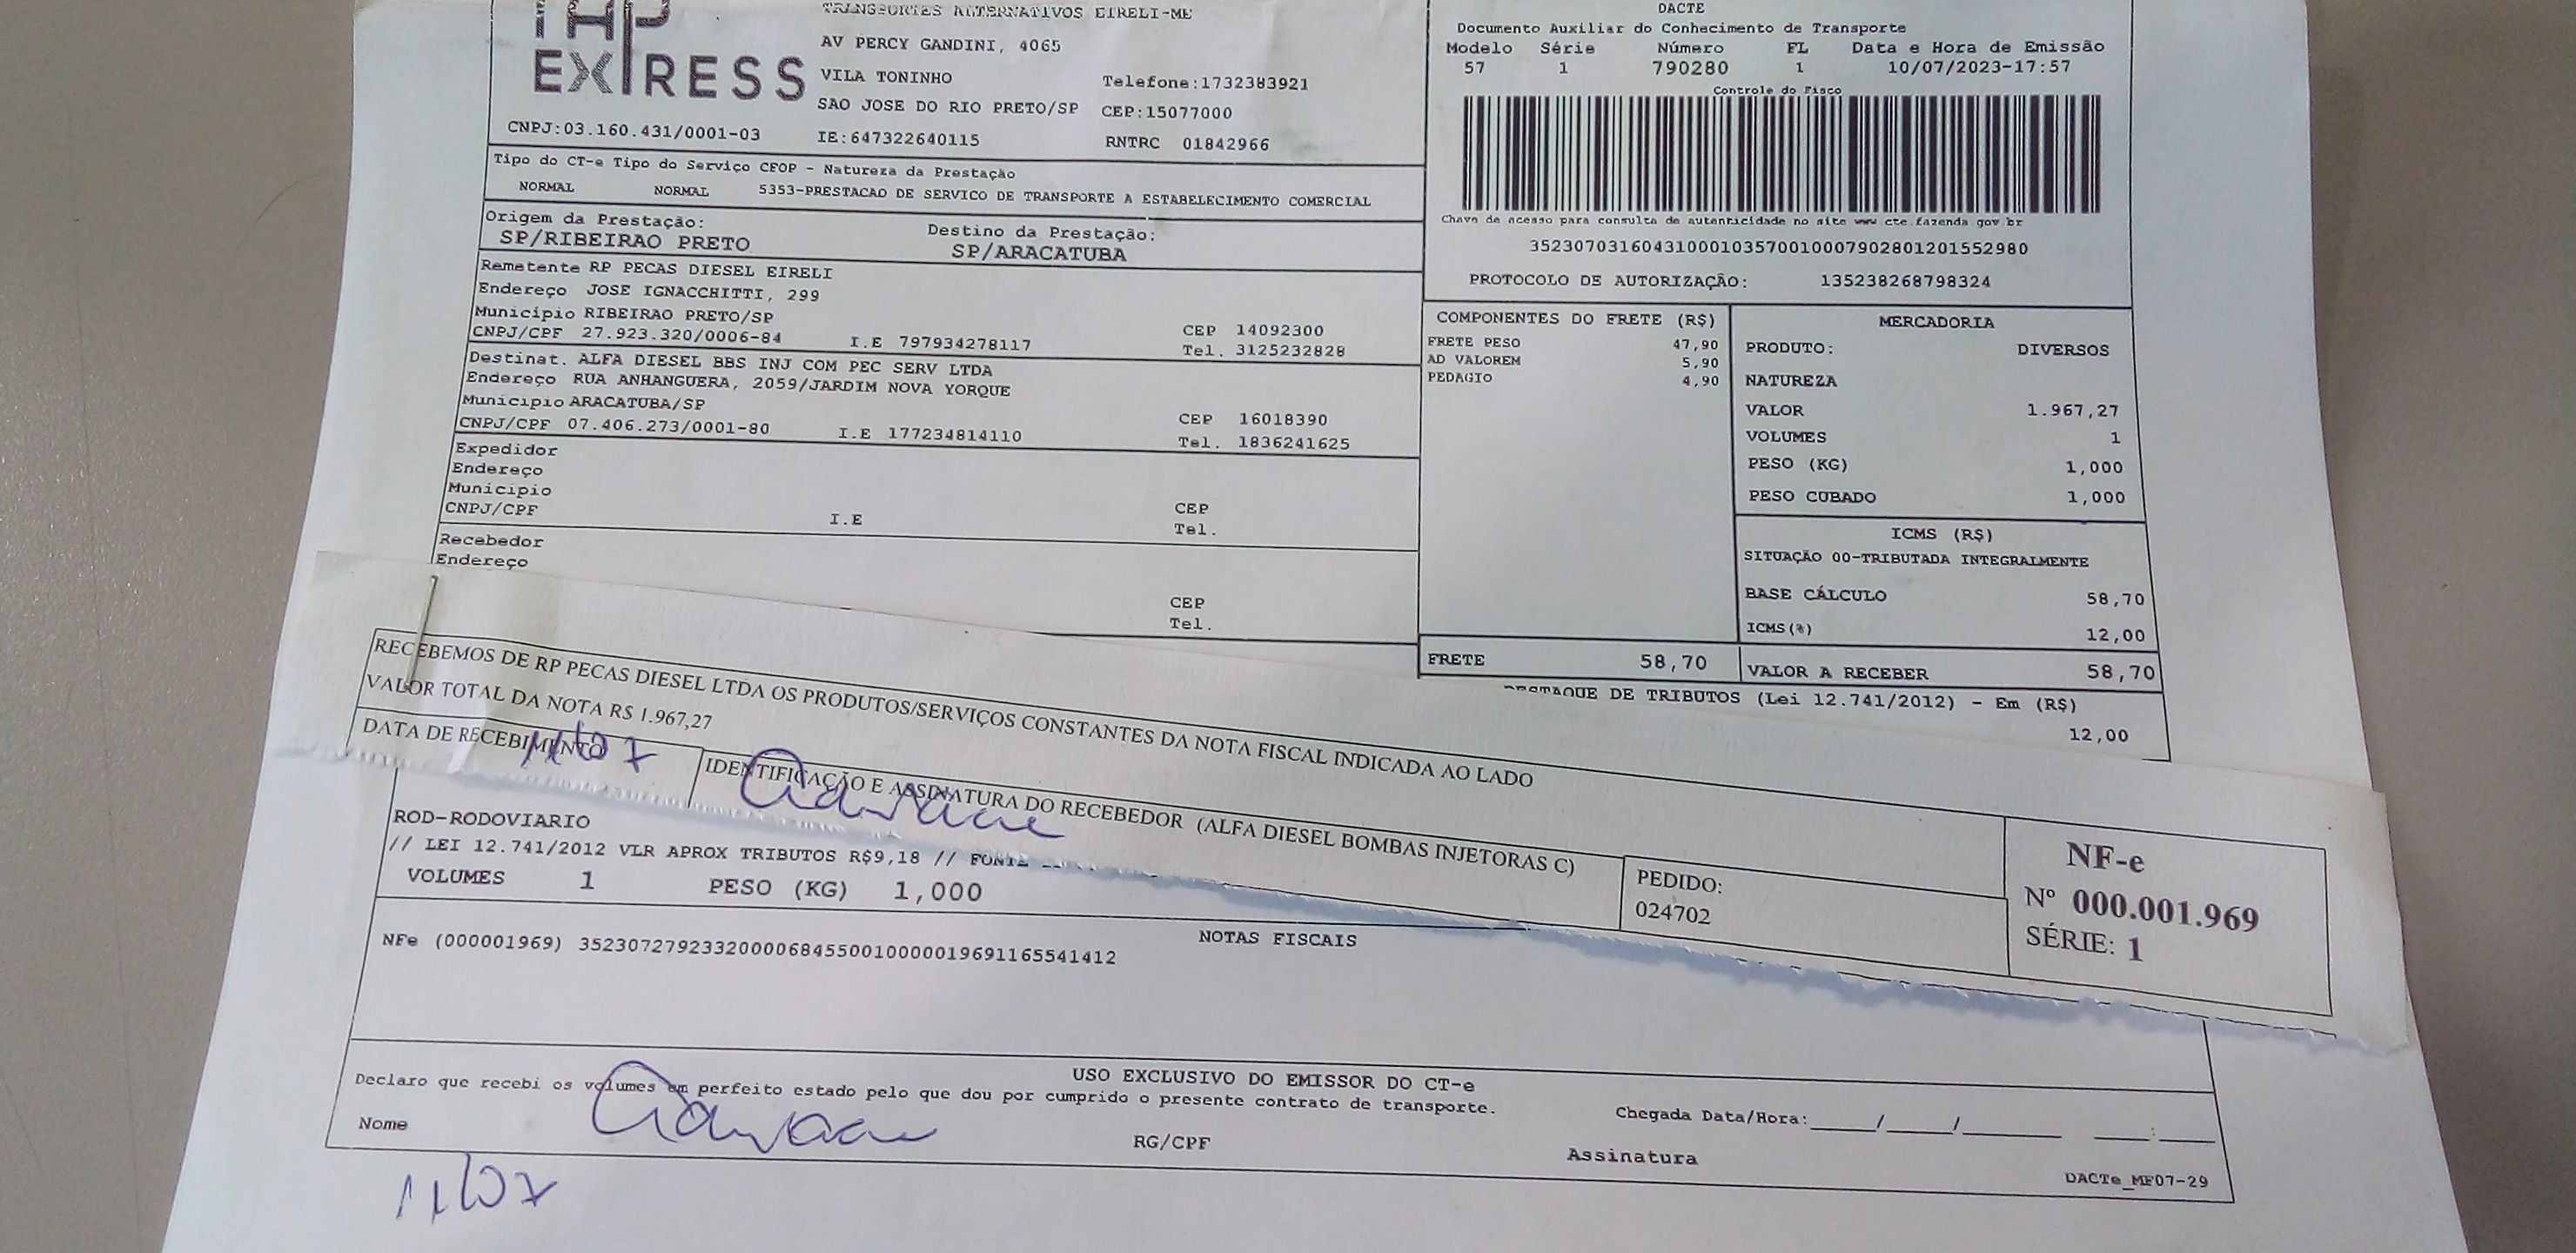 TAP
EXPRESS
TRANSPORTES ALTERNATIVOS EIRELI-ME
AV PERCY GANDINI, 4065
VILA TONINHO Telefone:1732383921
SAO JOSE DO RIO PRETO/SP CEP:15077000
CNPJ:03.160.431/0001-03 IE:647322640115 RNTRC 01842966
DACTE
Documento Auxiliar do Conhecimento de Transporte
Modelo Série Número FL Data e Hora de Emissão
57 1 790280 1 10/07/2023-17:57
Controle do Fisco
Chave de acesso para consulta de autenticidade no site www cte.fazenda gov br
35230703160431000103570010007902801201552980
PROTOCOLO DE AUTORIZAÇÃO: 135238268798324
Tipo do CT-e Tipo do Serviço CFOP - Natureza da Prestação
NORMAL NORMAL 5353-PRESTACAO DE SERVICO DE TRANSPORTE A ESTABELECIMENTO COMERCIAL
Origem da Prestação: Destino da Prestação:
SP/RIBEIRAO PRETO SP/ARACATUBA
Remetente RP PECAS DIESEL EIRELI
Endereço JOSE IGNACCHITTI, 299
Município RIBEIRAO PRETO/SP CEP 14092300
CNPJ/CPF 27.923.320/0006-84 I.E 797934278117 Tel. 3125232828
Destinat. ALFA DIESEL BBS INJ COM PEC SERV LTDA
Endereço RUA ANHANGUERA, 2059/JARDIM NOVA YORQUE
Município ARACATUBA/SP CEP 16018390
CNPJ/CPF 07.406.273/0001-80 I.E 177234814110 Tel. 1836241625
Expedidor
Endereço
Município CEP
CNPJ/CPF I.E Tel.
Recebedor
Endereço
CEP
Tel.
COMPONENTES DO FRETE (R$)
FRETE PESO 47,90
AD VALOREM 5,90
PEDAGIO 4,90
MERCADORIA
PRODUTO: DIVERSOS
NATUREZA
VALOR 1.967,27
VOLUMES 1
PESO (KG) 1,000
PESO CUBADO 1,000
ICMS (R$)
SITUAÇÃO 00-TRIBUTADA INTEGRALMENTE
BASE CÁLCULO 58,70
ICMS(%) 12,00
FRETE 58,70 VALOR A RECEBER 58,70
DESTAQUE DE TRIBUTOS (Lei 12.741/2012) - Em (R$)
12,00
RECEBEMOS DE RP PECAS DIESEL LTDA OS PRODUTOS/SERVIÇOS CONSTANTES DA NOTA FISCAL INDICADA AO LADO
VALOR TOTAL DA NOTA R$ 1.967,27
DATA DE RECEBIMENTO IDENTIFICAÇÃO E ASSINATURA DO RECEBEDOR (ALFA DIESEL BOMBAS INJETORAS C)
11/07
PEDIDO:
024702
NF-e
Nº 000.001.969
SÉRIE: 1
ROD-RODOVIARIO
// LEI 12.741/2012 VLR APROX TRIBUTOS R$9,18 // FONTE
VOLUMES 1 PESO (KG) 1,000
NOTAS FISCAIS
NFe (000001969) 35230727923320000684550010000019691165541412
USO EXCLUSIVO DO EMISSOR DO CT-e
Declaro que recebi os volumes em perfeito estado pelo que dou por cumprido o presente contrato de transporte.
Chegada Data/Hora:____/____/______ ____:____
Nome RG/CPF Assinatura
DACTe_MF07-29
11/07